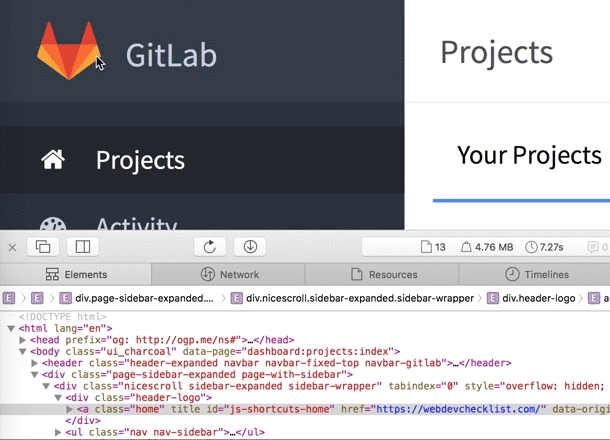 GitLab
Projects
Projects
Your Projects
Activity
13 4.76 MB 7.27s 0
Elements Network Resources Timelines
E E div.page-sidebar-expanded.… E div.nicescroll.sidebar-expanded.sidebar-wrapper E div.header-logo E a
<!DOCTYPE html>
<html lang="en">
<head prefix="og: http://ogp.me/ns#">…</head>
<body class="ui_charcoal" data-page="dashboard:projects:index">
<header class="header-expanded navbar navbar-fixed-top navbar-gitlab">…</header>
<div class="page-sidebar-expanded page-with-sidebar">
<div class="nicescroll sidebar-expanded sidebar-wrapper" tabindex="0" style="overflow: hidden;
<div class="header-logo">
<a class="home" title id="js-shortcuts-home" href="https://webdevchecklist.com/" data-origi
</div>
<ul class="nav nav-sidebar">…</ul>